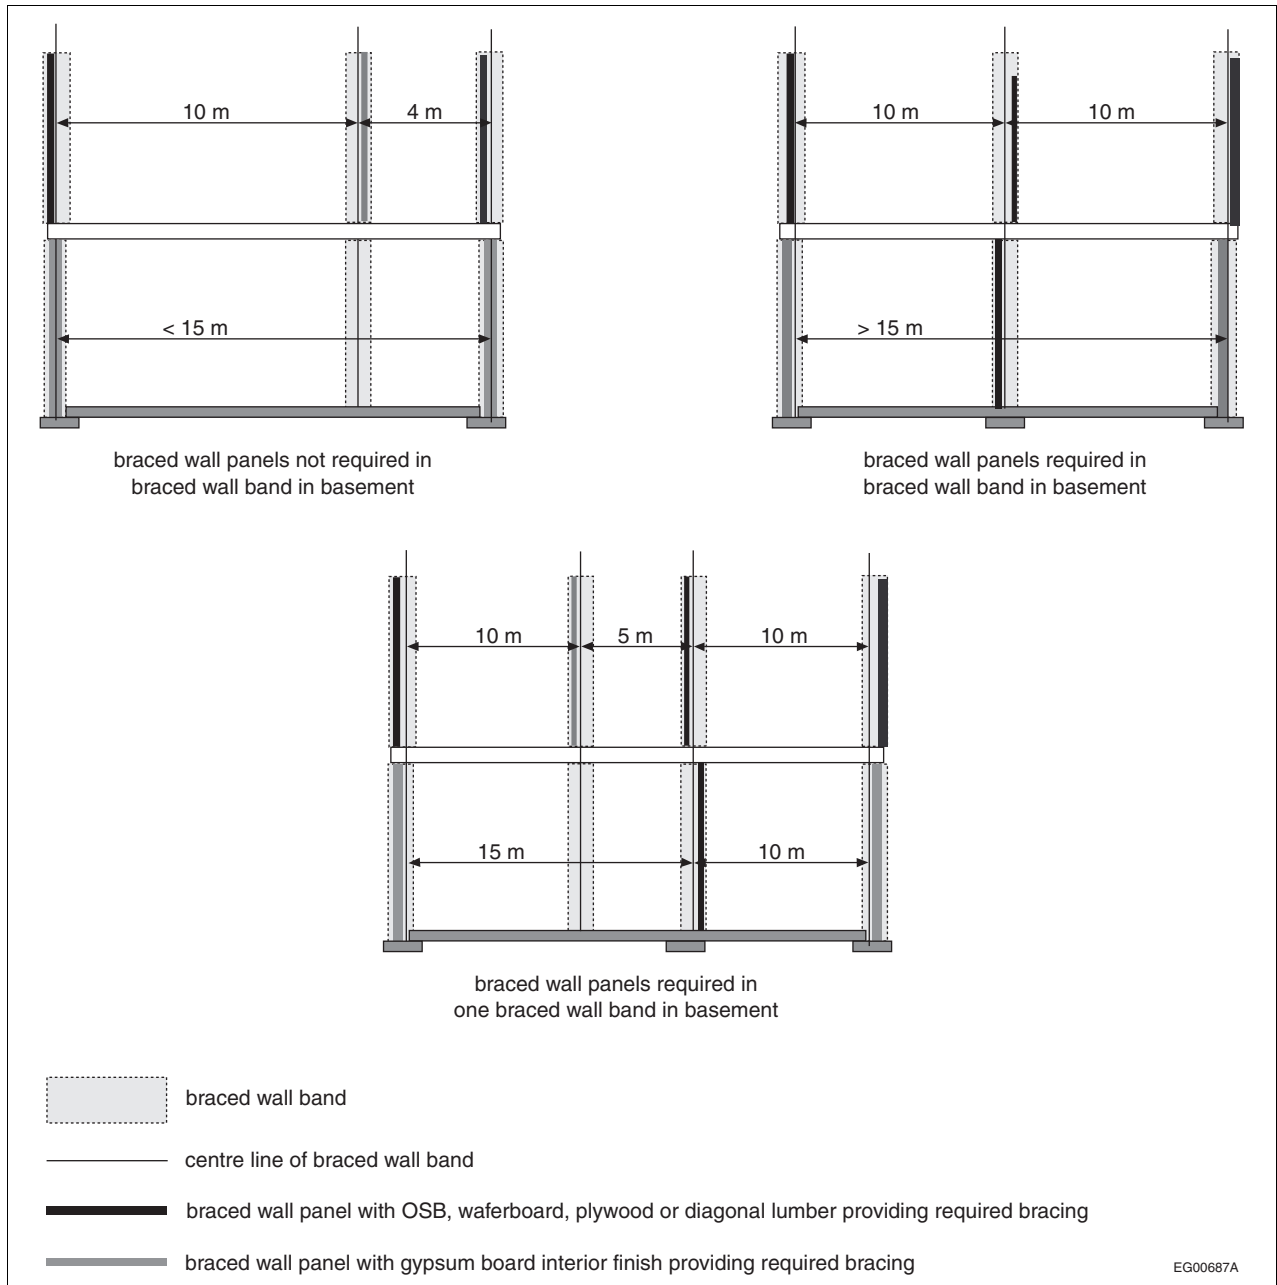 10 m
4 m
< 15 m
braced wall panels not required in
braced wall band in basement
10 m
10 m
> 15 m
braced wall panels required in
braced wall band in basement
10 m
5 m
10 m
15 m
10 m
braced wall panels required in
one braced wall band in basement
braced wall band
centre line of braced wall band
braced wall panel with OSB, waferboard, plywood or diagonal lumber providing required bracing
braced wall panel with gypsum board interior finish providing required bracing
EG00687A